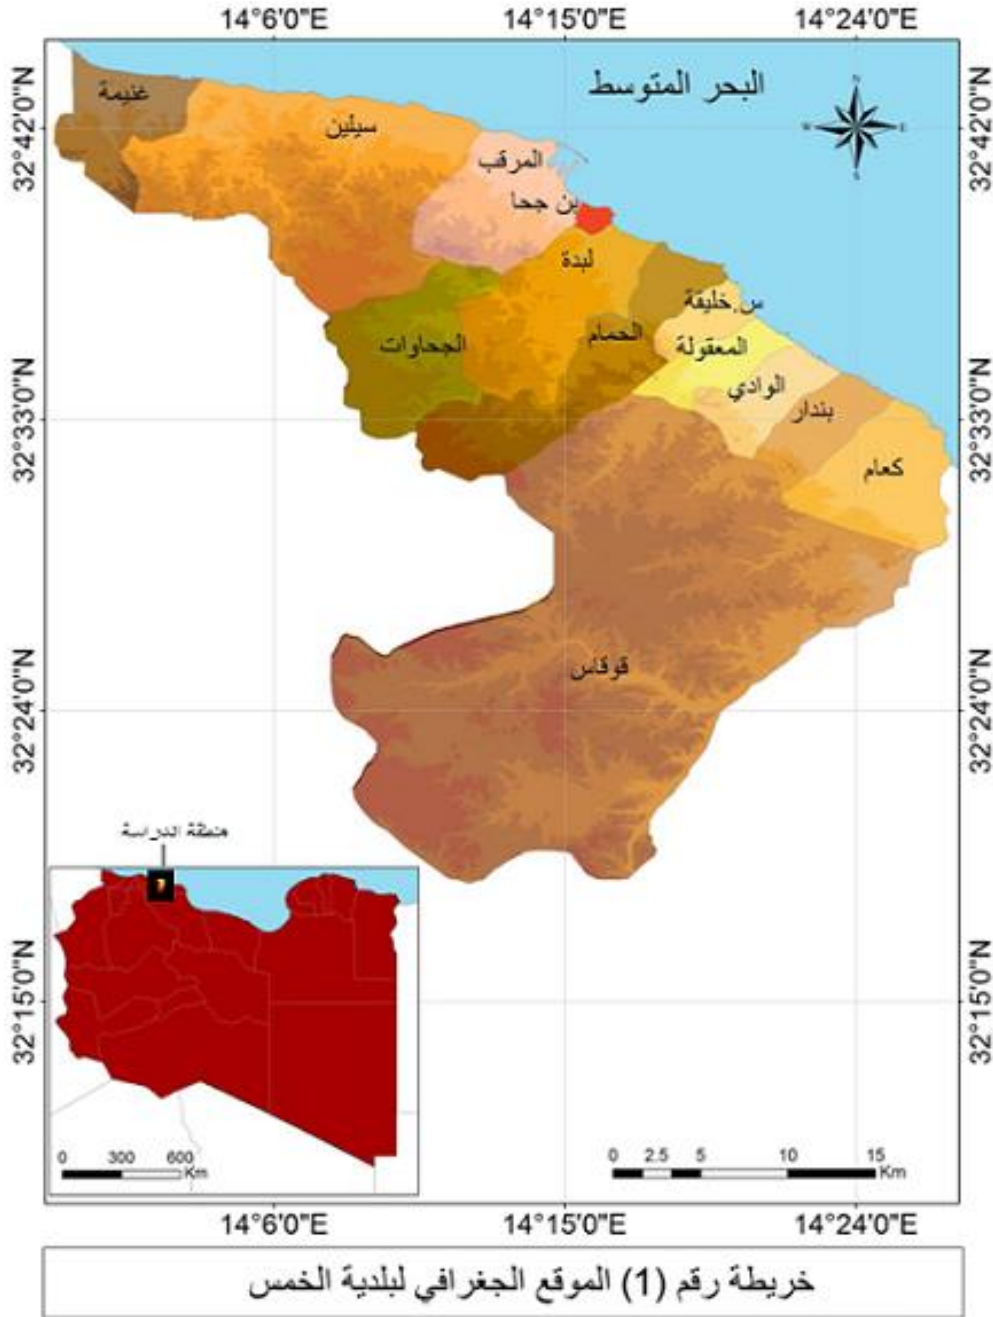 14°6'0"E 14°15'0"E 14°24'0"E
32°42'0"N 32°42'0"N
32°33'0"N 32°33'0"N
32°24'0"N 32°24'0"N
32°15'0"N 32°15'0"N
البحر المتوسط
N
W E
S
غنيمة
سيلين
المرقب
بن جحا
لبدة
س.خليفة
الحمام
المعقولة
الجحاوات
الوادي
بندار
كعام
قوقاس
منطقة الدراسة
0 300 600 Km
0 2.5 5 10 15 Km
14°6'0"E 14°15'0"E 14°24'0"E
خريطة رقم (1) الموقع الجغرافي لبلدية الخمس